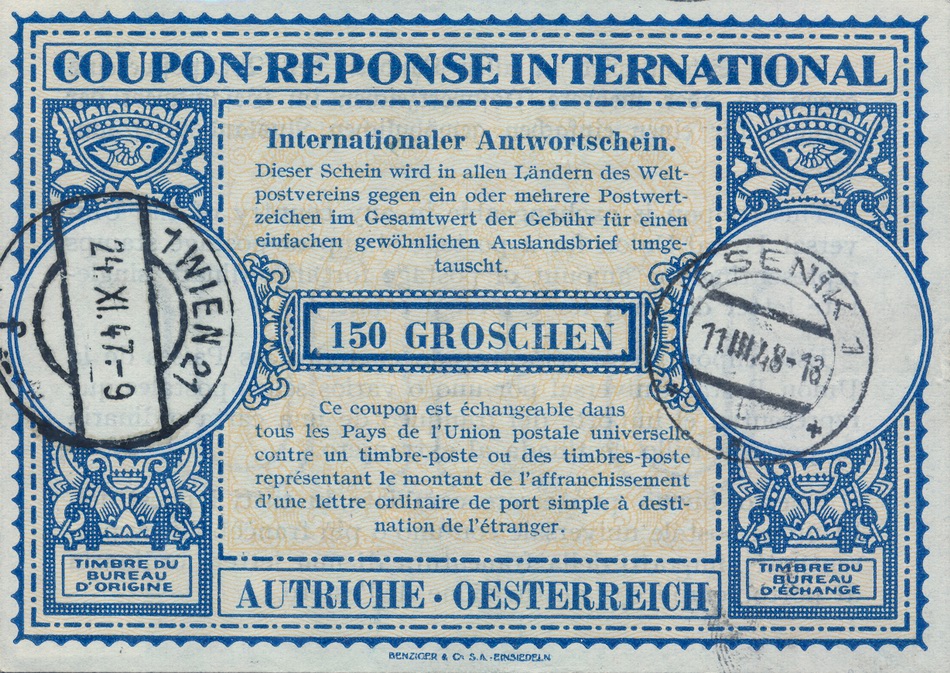 COUPON-REPONSE INTERNATIONAL
Internationaler Antwortschein.
Dieser Schein wird in allen Ländern des Welt-
postvereins gegen ein oder mehrere Postwert-
zeichen im Gesamtwert der Gebühr für einen
einfachen gewöhnlichen Auslandsbrief umge-
tauscht.
1 WIEN 21
24. XI. 47.-9
150 GROSCHEN
JESENIK 1
11.III.48-18
*
Ce coupon est échangeable dans
tous les Pays de l'Union postale universelle
contre un timbre-poste ou des timbres-poste
représentant le montant de l'affranchissement
d'une lettre ordinaire de port simple à desti-
nation de l'étranger.
TIMBRE DU
BUREAU
D'ORIGINE
TIMBRE DU
BUREAU
D'ÉCHANGE
AUTRICHE · OESTERREICH
BENZIGER & Co S.A. - EINSIEDELN